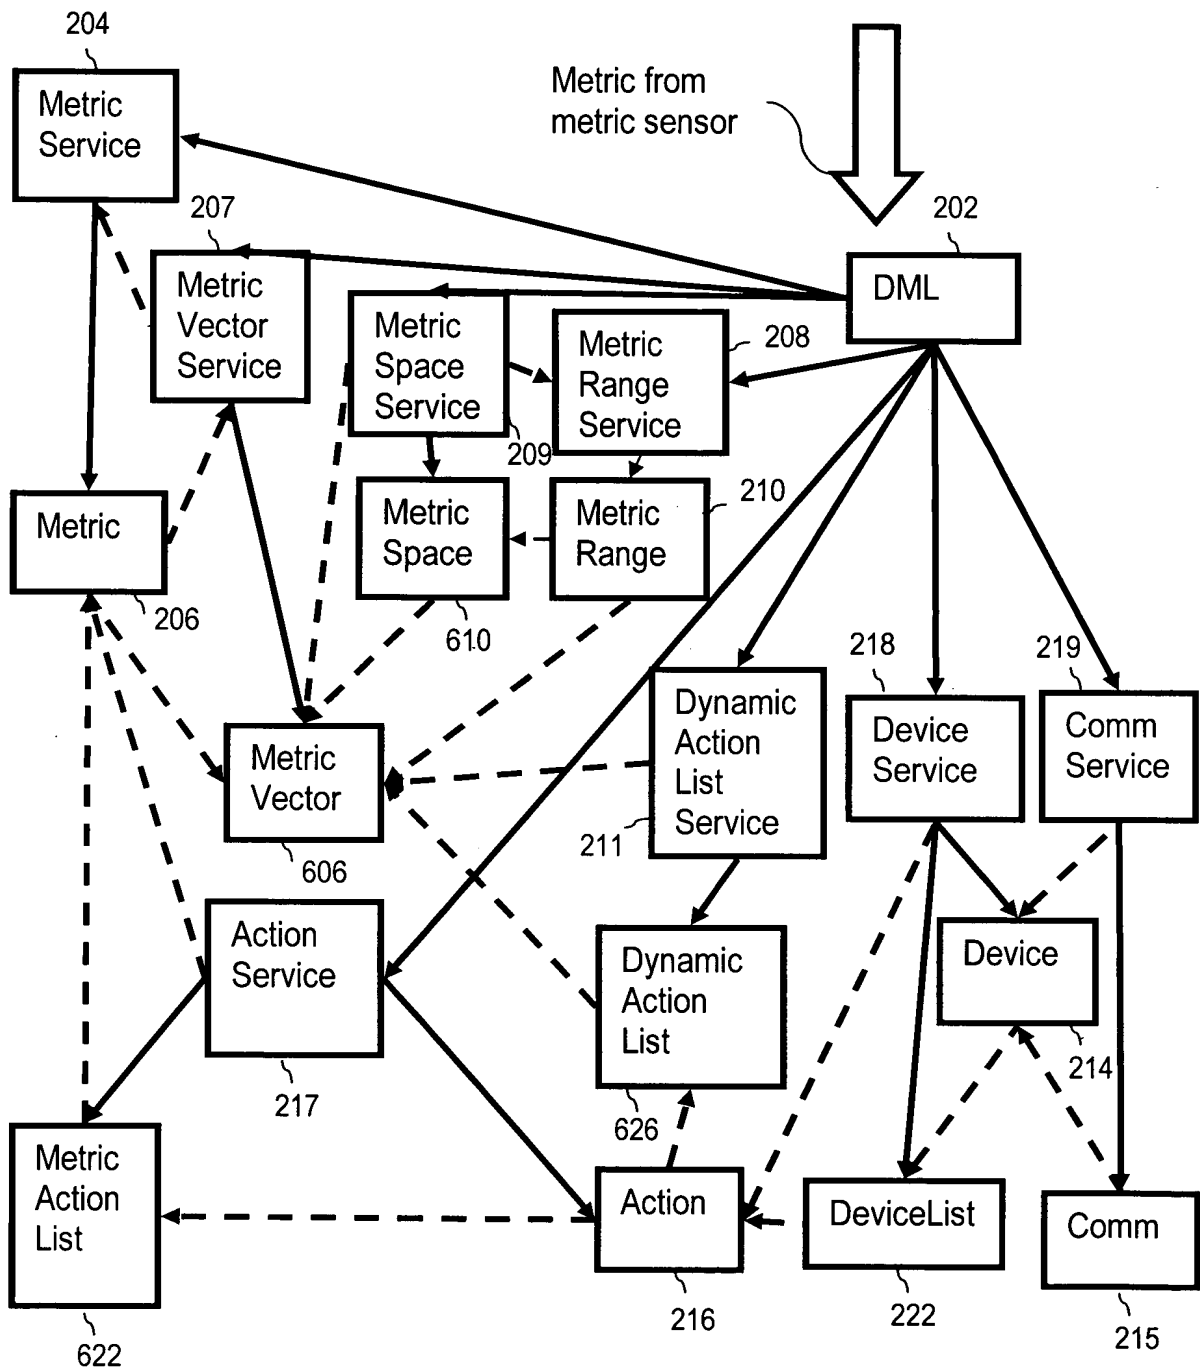 204
Metric
Service
Metric from
metric sensor
207
202
Metric
Vector
Service
DML
Metric
Space
Service
208
Metric
Range
Service
209
Metric
Metric
Space
Metric
Range
210
206
610
218
219
Metric
Vector
Dynamic
Action
List
Service
Device
Service
Comm
Service
211
606
Action
Service
Dynamic
Action
List
Device
214
217
626
Metric
Action
List
Action
DeviceList
Comm
216
222
215
622